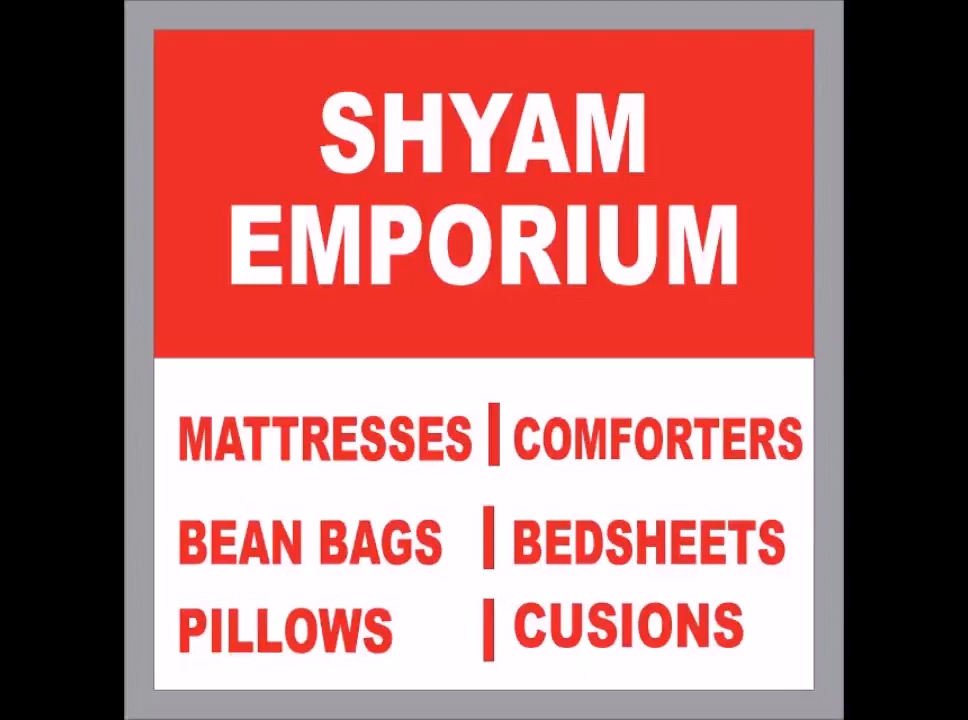 SHYAM
EMPORIUM
MATTRESSES | COMFORTERS
BEAN BAGS | BEDSHEETS
PILLOWS | CUSIONS